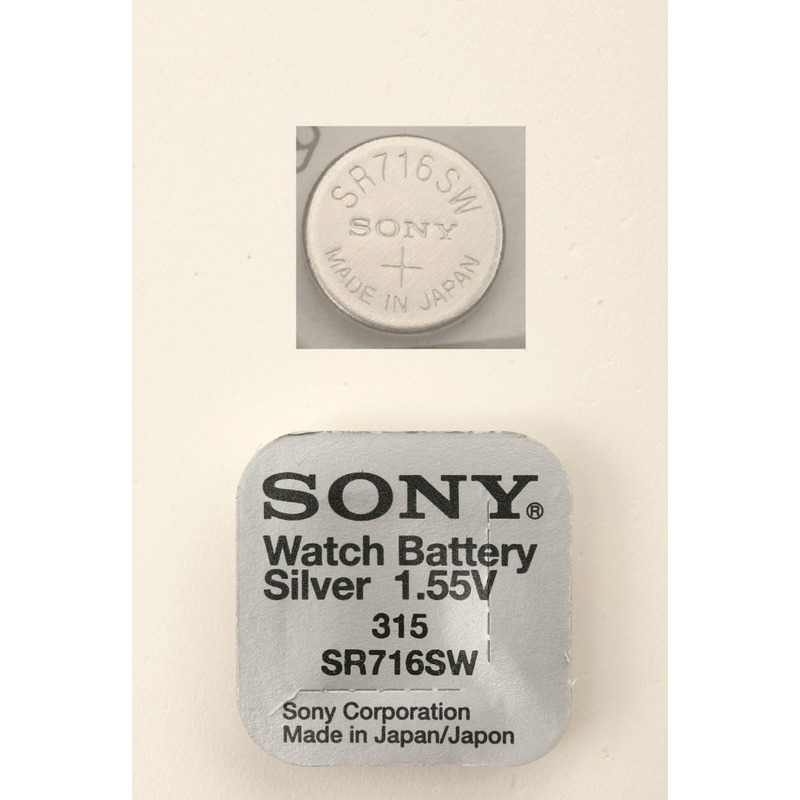 SR716SW
SONY
+
MADE IN JAPAN
SONY®
Watch Battery
Silver 1.55V
315
SR716SW
Sony Corporation
Made in Japan/Japon